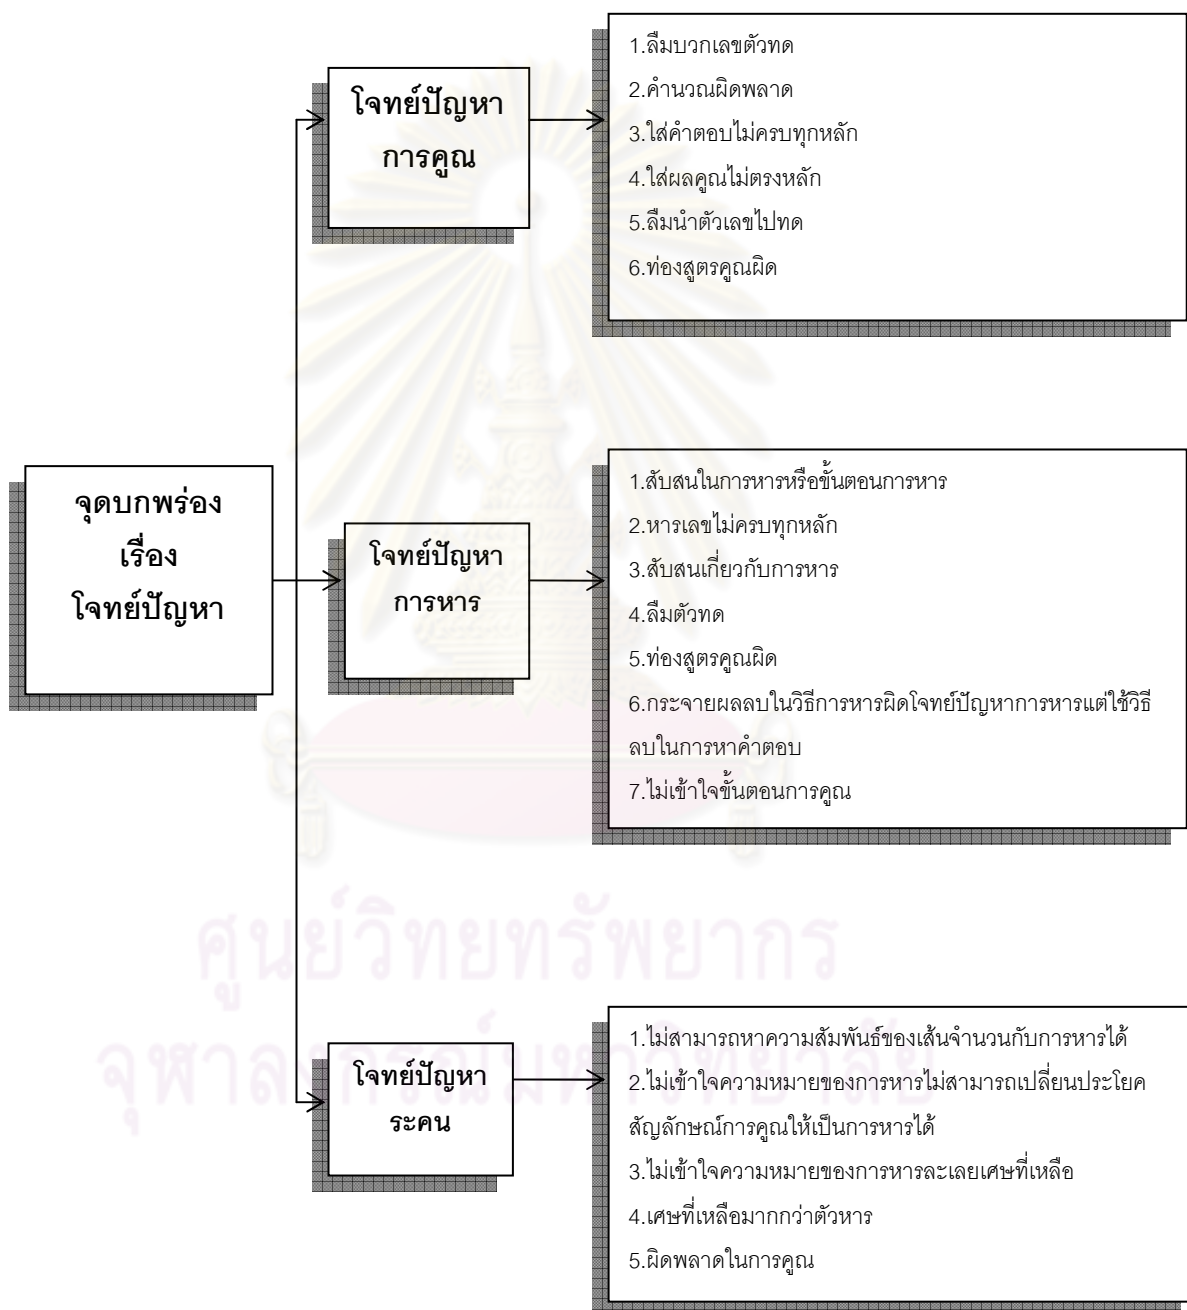 จุดบกพร่อง
เรื่อง
โจทย์ปัญหา
โจทย์ปัญหา
การคูณ
1.ลืมบวกเลขตัวทด
2.คำนวณผิดพลาด
3.ใส่คำตอบไม่ครบทุกหลัก
4.ใส่ผลคูณไม่ตรงหลัก
5.ลืมนำตัวเลขไปทด
6.ท่องสูตรคูณผิด
โจทย์ปัญหา
การหาร
1.สับสนในการหารหรือขั้นตอนการหาร
2.หารเลขไม่ครบทุกหลัก
3.สับสนเกี่ยวกับการหาร
4.ลืมตัวทด
5.ท่องสูตรคูณผิด
6.กระจายผลลบในวิธีการหารผิดโจทย์ปัญหาการหารแต่ใช้วิธี
ลบในการหาคำตอบ
7.ไม่เข้าใจขั้นตอนการคูณ
โจทย์ปัญหา
ระคน
1.ไม่สามารถหาความสัมพันธ์ของเส้นจำนวนกับการหารได้
2.ไม่เข้าใจความหมายของการหารไม่สามารถเปลี่ยนประโยค
สัญลักษณ์การคูณให้เป็นการหารได้
3.ไม่เข้าใจความหมายของการหารละเลยเศษที่เหลือ
4.เศษที่เหลือมากกว่าตัวหาร
5.ผิดพลาดในการคูณ
ศูนย์วิทยทรัพยากร
จุฬาลงกรณ์มหาวิทยาลัย